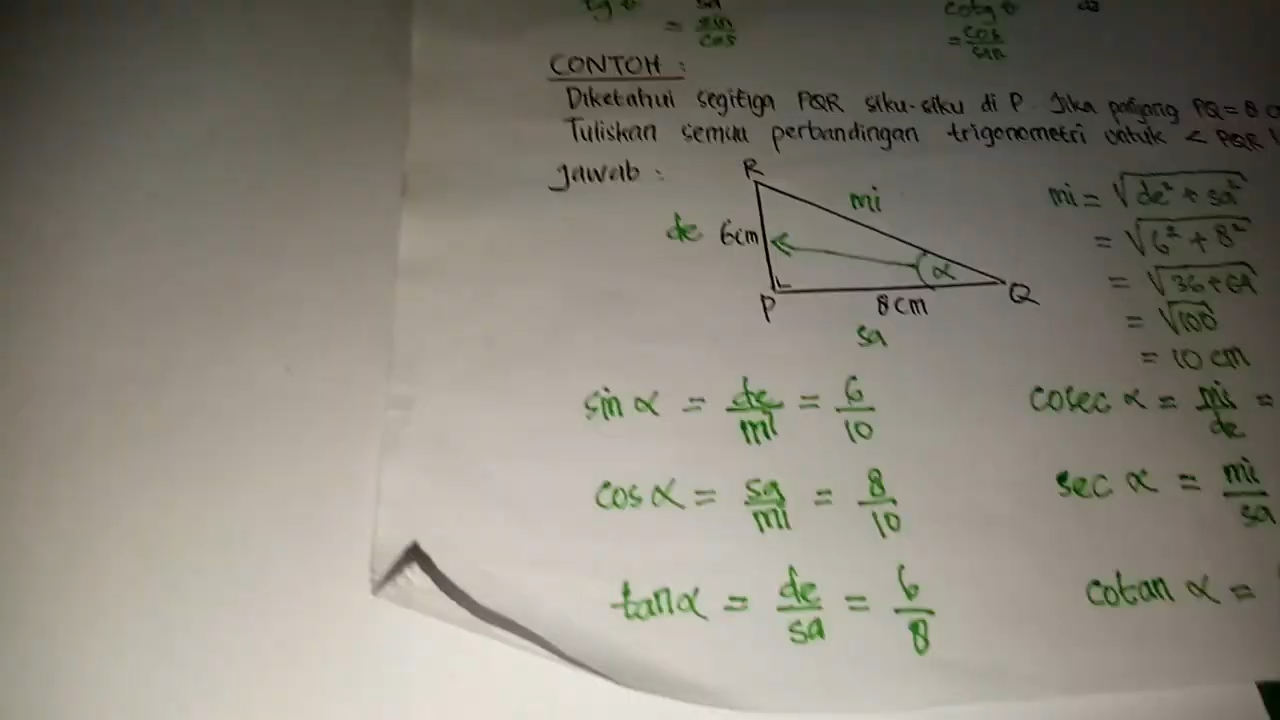 tg θ = sin/cos
cotg θ = cos/sin
CONTOH :
Diketahui segitiga PQR siku-siku di P. Jika panjang PQ = 8
Tuliskan semua perbandingan trigonometri untuk < PQR
Jawab :
R
mi
de 6cm
α
P
8cm
Q
sa
mi = √de² + sa²
= √6² + 8²
= √36 + 64
= √100
= 10 cm
sin α = de/mi = 6/10
cosec α = mi/de =
cos α = sa/mi = 8/10
sec α = mi/sa
tan α = de/sa = 6/8
cotan α =